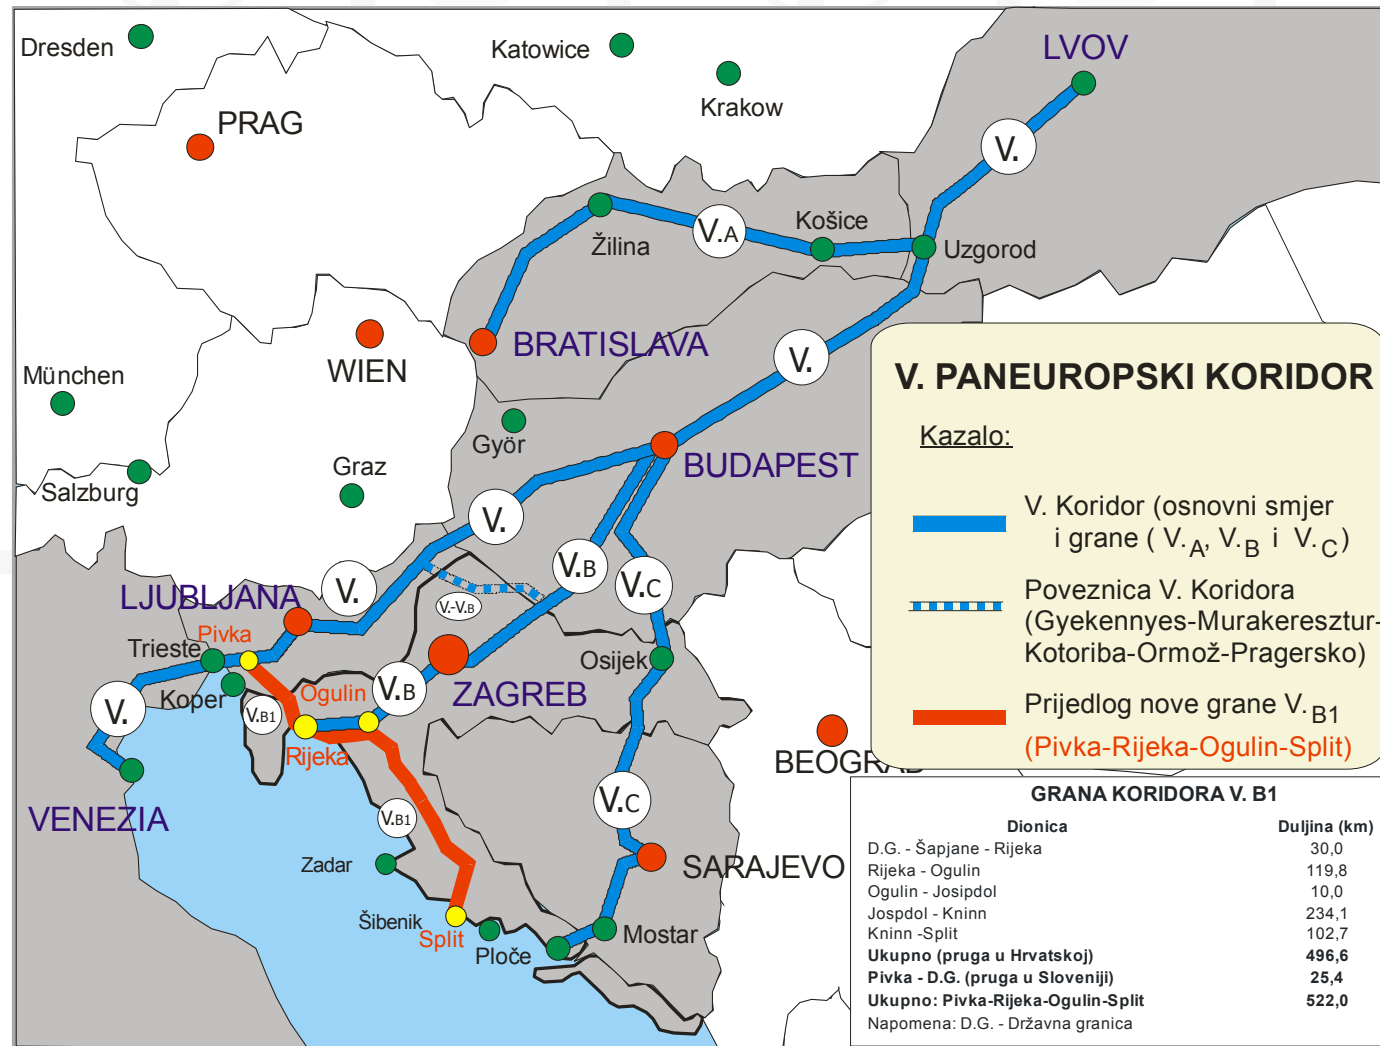 Dresden
Katowice
LVOV
Krakow
PRAG
V.
V.A
Košice
Žilina
Uzgorod
BRATISLAVA
WIEN
V.
München
Györ
Graz
BUDAPEST
Salzburg
V.
V.B
V.
V.C
V.-V.B
LJUBLJANA
Pivka
Trieste
Koper
Osijek
Ogulin
V.B
ZAGREB
V.B1
V.
Rijeka
BEOGRAD
V.C
VENEZIA
V.B1
Zadar
SARAJEVO
Šibenik
Split
Ploče
Mostar
V. PANEUROPSKI KORIDOR
Kazalo:
V. Koridor (osnovni smjer
i grane ( V.A, V.B i V.C)
Poveznica V. Koridora
(Gyekennyes-Murakeresztur-
Kotoriba-Ormož-Pragersko)
Prijedlog nove grane V.B1
(Pivka-Rijeka-Ogulin-Split)
GRANA KORIDORA V. B1
Dionica Duljina (km)
D.G. - Šapjane - Rijeka 30,0
Rijeka - Ogulin 119,8
Ogulin - Josipdol 10,0
Jospdol - Kninn 234,1
Kninn -Split 102,7
Ukupno (pruga u Hrvatskoj) 496,6
Pivka - D.G. (pruga u Sloveniji) 25,4
Ukupno: Pivka-Rijeka-Ogulin-Split 522,0
Napomena: D.G. - Državna granica